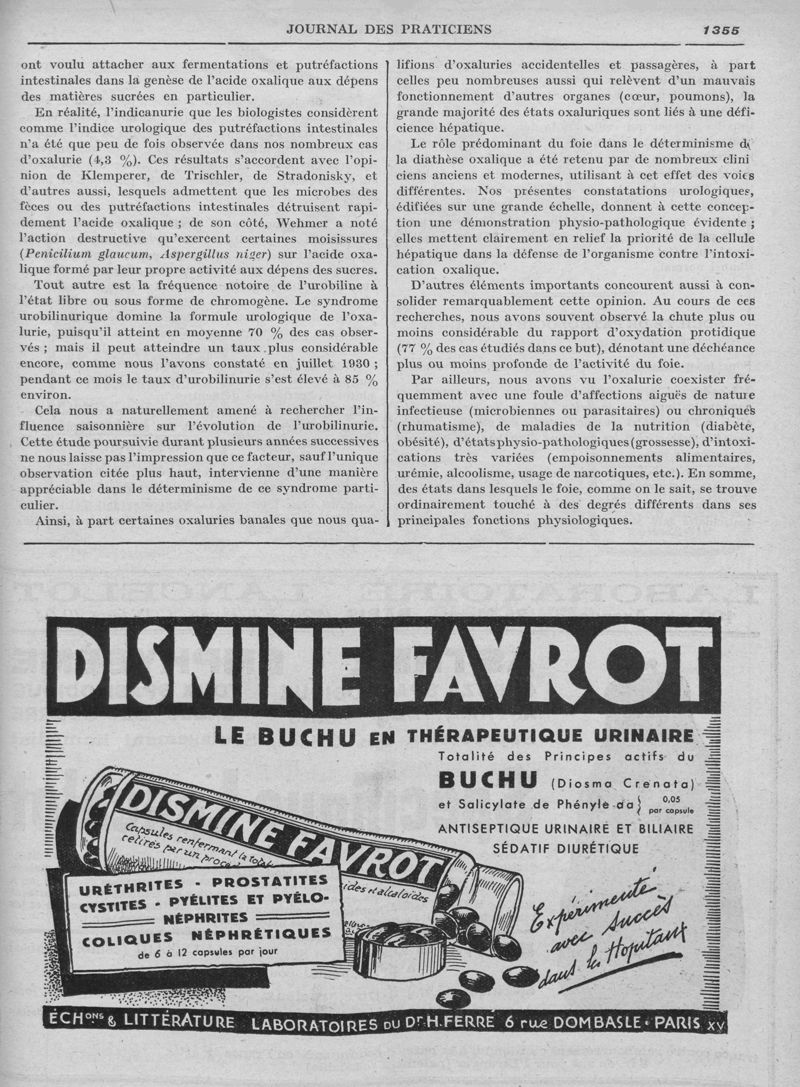 JOURNAL DES PRATICIENS 1355
ont voulu attacher aux fermentations et putréfactions
intestinales dans la genèse de l'acide oxalique aux dépens
des matières sucrées en particulier.
En réalité, l'indicanurie que les biologistes considèrent
comme l'indice urologique des putréfactions intestinales
n'a été que peu de fois observée dans nos nombreux cas
d'oxalurie (4,3 %). Ces résultats s'accordent avec l'opi-
nion de Klemperer, de Trischler, de Stradonisky, et
d'autres aussi, lesquels admettent que les microbes des
fèces ou des putréfactions intestinales détruisent rapi-
dement l'acide oxalique ; de son côté, Wehmer a noté
l'action destructive qu'exercent certaines moisissures
(Penicilium glaucum, Aspergillus niger) sur l'acide oxa-
lique formé par leur propre activité aux dépens des sucres.
Tout autre est la fréquence notoire de l'urobiline à
l'état libre ou sous forme de chromogène. Le syndrome
urobilinurique domine la formule urologique de l'oxa-
lurie, puisqu'il atteint en moyenne 70 % des cas obser-
vés ; mais il peut atteindre un taux plus considérable
encore, comme nous l'avons constaté en juillet 1930 ;
pendant ce mois le taux d'urobilinurie s'est élevé à 85 %
environ.
Cela nous a naturellement amené à rechercher l'in-
fluence saisonnière sur l'évolution de l'urobilinurie.
Cette étude poursuivie durant plusieurs années successives
ne nous laisse pas l'impression que ce facteur, sauf l'unique
observation citée plus haut, intervienne d'une manière
appréciable dans le déterminisme de ce syndrome parti-
culier.
Ainsi, à part certaines oxaluries banales que nous qua-
lifions d'oxaluries accidentelles et passagères, à part
celles peu nombreuses aussi qui relèvent d'un mauvais
fonctionnement d'autres organes (cœur, poumons), la
grande majorité des états oxaluriques sont liés à une défi-
cience hépatique.
Le rôle prédominant du foie dans le déterminisme d
la diathèse oxalique a été retenu par de nombreux clini
ciens anciens et modernes, utilisant à cet effet des voies
différentes. Nos présentes constatations urologiques,
édifiées sur une grande échelle, donnent à cette concep-
tion une démonstration physio-pathologique évidente ;
elles mettent clairement en relief la priorité de la cellule
hépatique dans la défense de l'organisme contre l'intoxi-
cation oxalique.
D'autres éléments importants concourent aussi à con-
solider remarquablement cette opinion. Au cours de ces
recherches, nous avons souvent observé la chute plus ou
moins considérable du rapport d'oxydation protidique
(77 % des cas étudiés dans ce but), dénotant une déchéance
plus ou moins profonde de l'activité du foie.
Par ailleurs, nous avons vu l'oxalurie coexister fré-
quemment avec une foule d'affections aiguës de nature
infectieuse (microbiennes ou parasitaires) ou chroniqués
(rhumatisme), de maladies de la nutrition (diabète,
obésité), d'états physio-pathologiques (grossesse), d'intoxi-
cations très variées (empoisonnements alimentaires,
urémie, alcoolisme, usage de narcotiques, etc.). En somme,
des états dans lesquels le foie, comme on le sait, se trouve
ordinairement touché à des degrés différents dans ses
principales fonctions physiologiques.
DISMINE FAVROT
LE BUCHU EN THÉRAPEUTIQUE URINAIRE
Totalité des Principes actifs du
BUCHU (Diosma Crenata)
et Salicylate de Phényle aa } 0,05 par capsule
ANTISEPTIQUE URINAIRE ET BILIAIRE
SÉDATIF DIURÉTIQUE
DISMINE FAVROT
Capsules renfermant la
retirés par un
ides et alcaloïdes
URÉTHRITES - PROSTATITES
CYSTITES - PYÉLITES ET PYÉLO-
NÉPHRITES
COLIQUES NÉPHRÉTIQUES
de 6 à 12 capsules par jour
Expérimenté
avec Succès
dans les Hopitaux
ÉCHons & LITTÉRATURE LABORATOIRES DU Dr. H. FERRÉ 6 rue DOMBASLE · PARIS XV